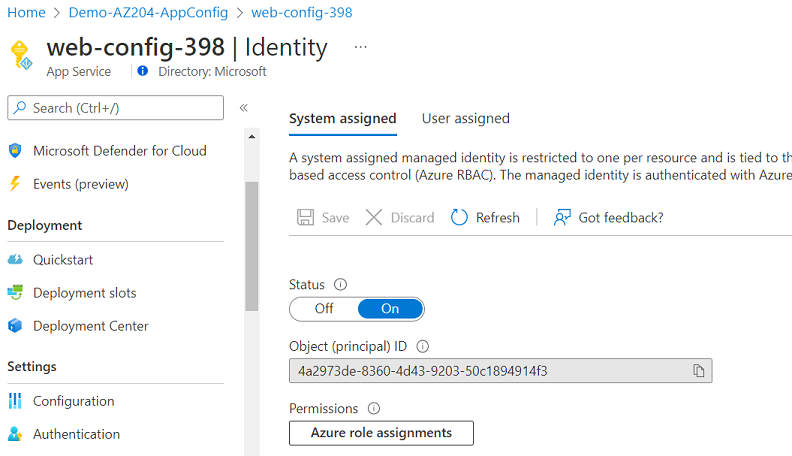 Home > Demo-AZ204-AppConfig > web-config-398
web-config-398 | Identity ...
App Service Directory: Microsoft
Search (Ctrl+/) «
Microsoft Defender for Cloud
Events (preview)
Deployment
Quickstart
Deployment slots
Deployment Center
Settings
Configuration
Authentication
System assigned User assigned
A system assigned managed identity is restricted to one per resource and is tied to th
based access control (Azure RBAC). The managed identity is authenticated with Azure
Save Discard Refresh Got feedback?
Status
Off On
Object (principal) ID
4a2973de-8360-4d43-9203-50c1894914f3
Permissions
Azure role assignments